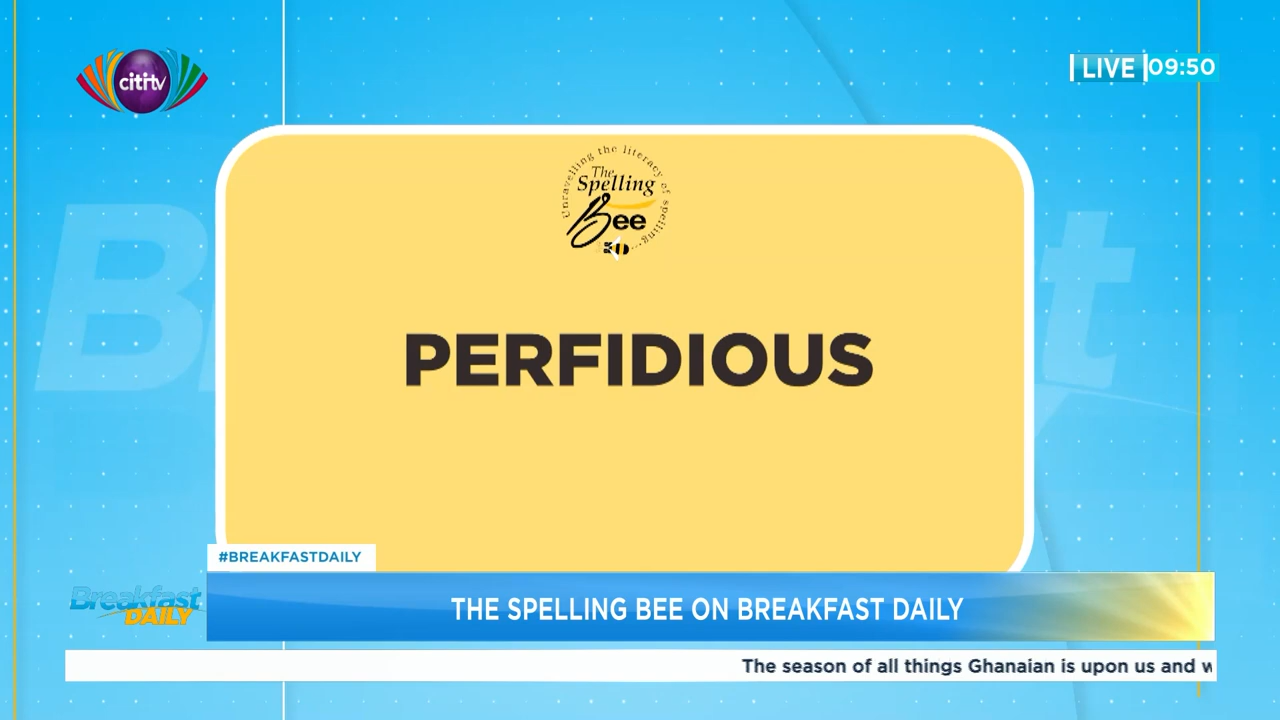 citi tv
LIVE 09:50
Unravelling the literacy of spelling...
The
Spelling
Bee
PERFIDIOUS
#BREAKFASTDAILY
Breakfast
DAILY
THE SPELLING BEE ON BREAKFAST DAILY
The season of all things Ghanaian is upon us and